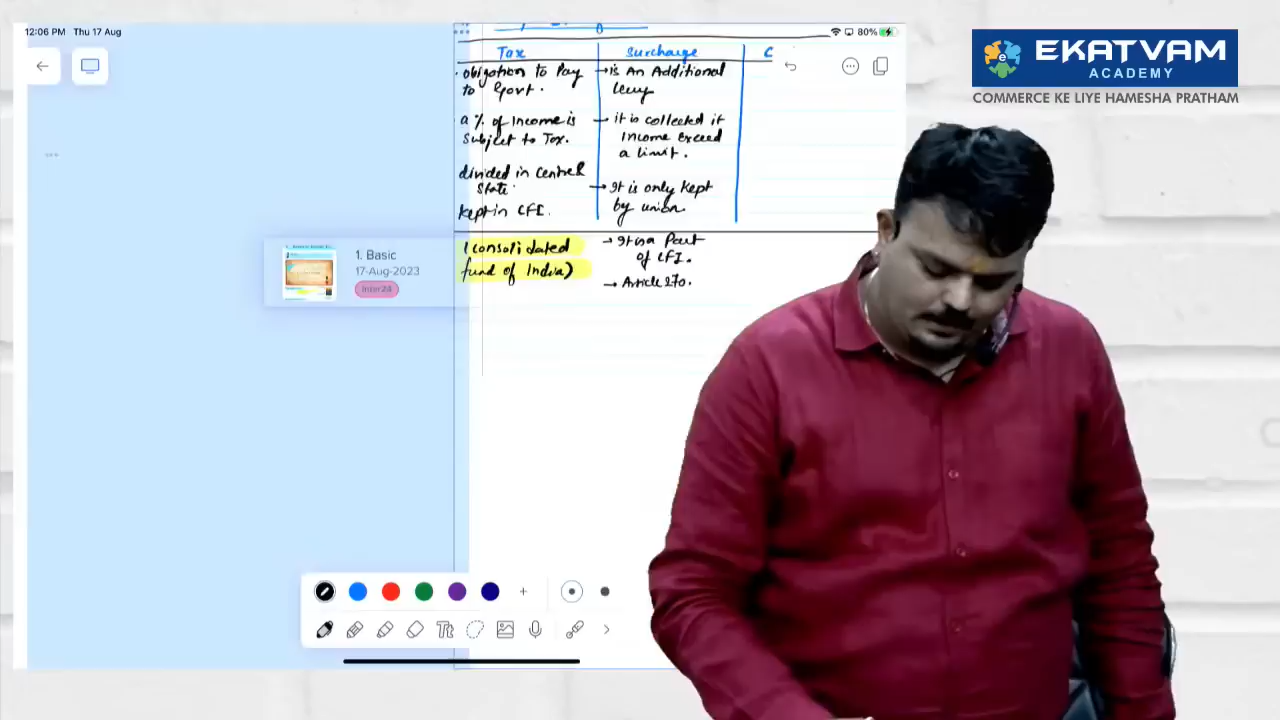 12:06 PM Thu 17 Aug
80%
EKATVAM
ACADEMY
COMMERCE KE LIYE HAMESHA PRATHAM
Tax
obligation to Pay
to Govt.
a % of Income is
Subject to Tax.
divided in Centre &
State.
kept in CFI.
(Consolidated
fund of India)
Surcharge
→ is An Additional
levy
→ it is collected if
Income exceed
a limit.
→ It is only kept
by union.
→ It is a Part
of CFI.
→ Article 270.
C
1. Basic
17-Aug-2023
Inter24
Tt